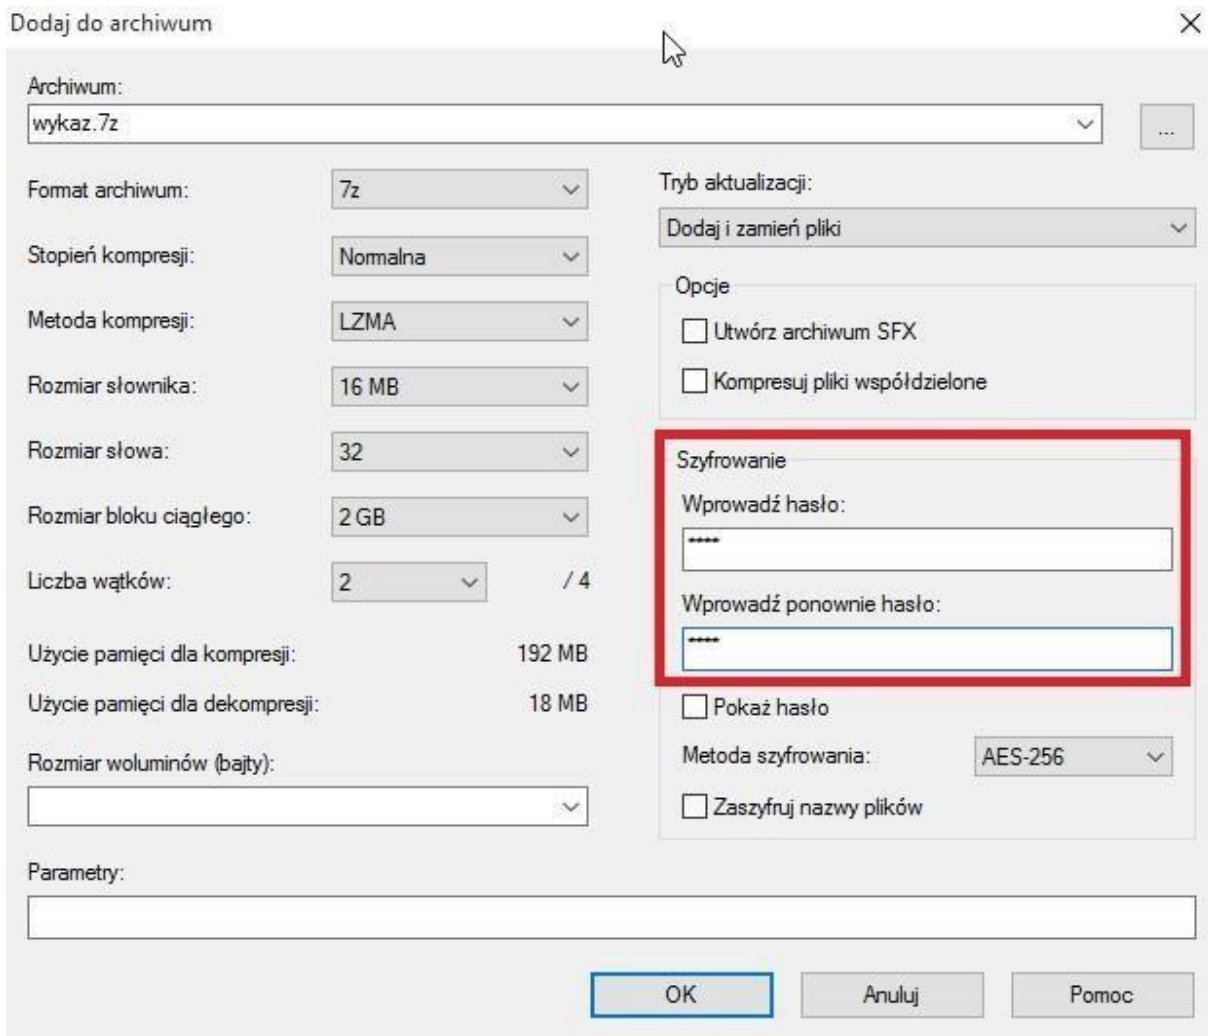 Dodaj do archiwum
Archiwum:
wykaz.7z
...
Format archiwum:
7z
Stopień kompresji:
Normalna
Metoda kompresji:
LZMA
Rozmiar słownika:
16 MB
Rozmiar słowa:
32
Rozmiar bloku ciągłego:
2 GB
Liczba wątków:
2
/ 4
Użycie pamięci dla kompresji:
192 MB
Użycie pamięci dla dekompresji:
18 MB
Rozmiar woluminów (bajty):
Tryb aktualizacji:
Dodaj i zamień pliki
Opcje
Utwórz archiwum SFX
Kompresuj pliki współdzielone
Szyfrowanie
Wprowadź hasło:
****
Wprowadź ponownie hasło:
****
Pokaż hasło
Metoda szyfrowania:
AES-256
Zaszyfruj nazwy plików
Parametry:
OK
Anuluj
Pomoc